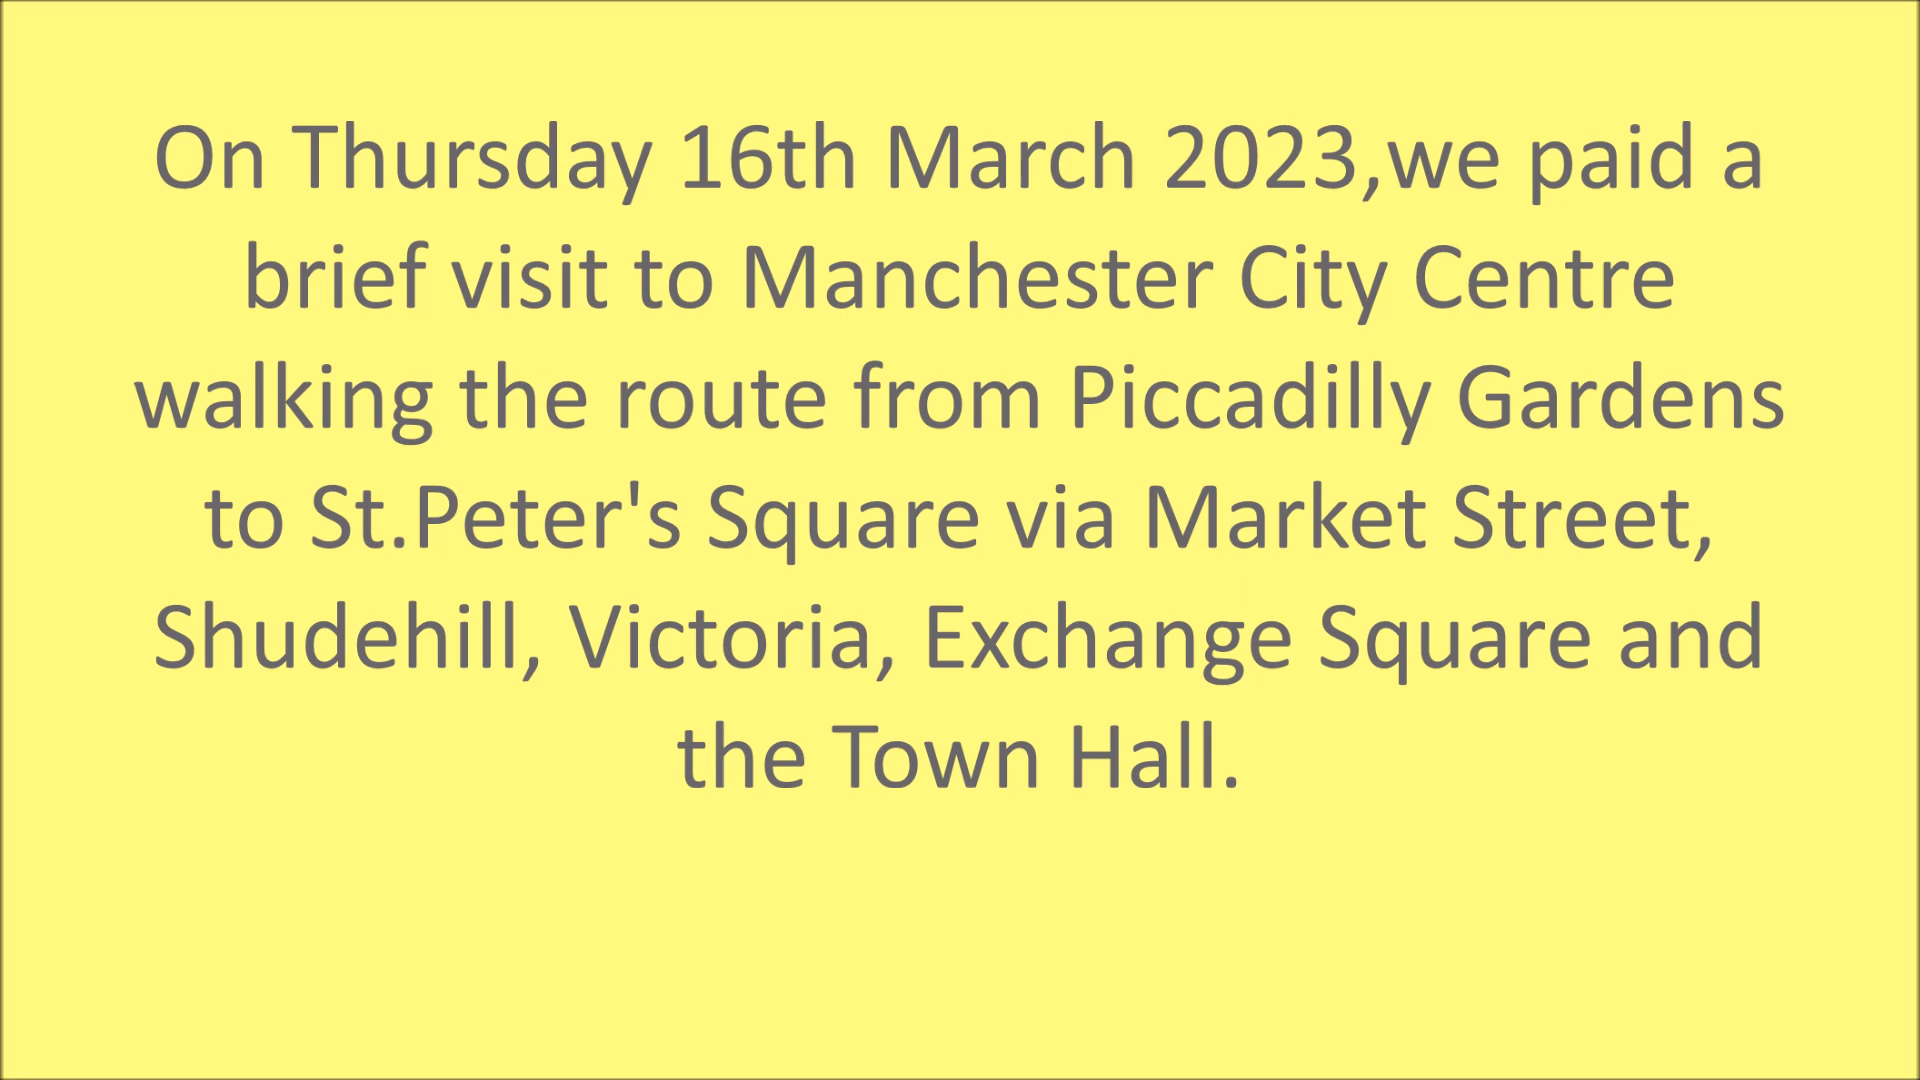 On Thursday 16th March 2023,we paid a
brief visit to Manchester City Centre
walking the route from Piccadilly Gardens
to St.Peter's Square via Market Street,
Shudehill, Victoria, Exchange Square and
the Town Hall.